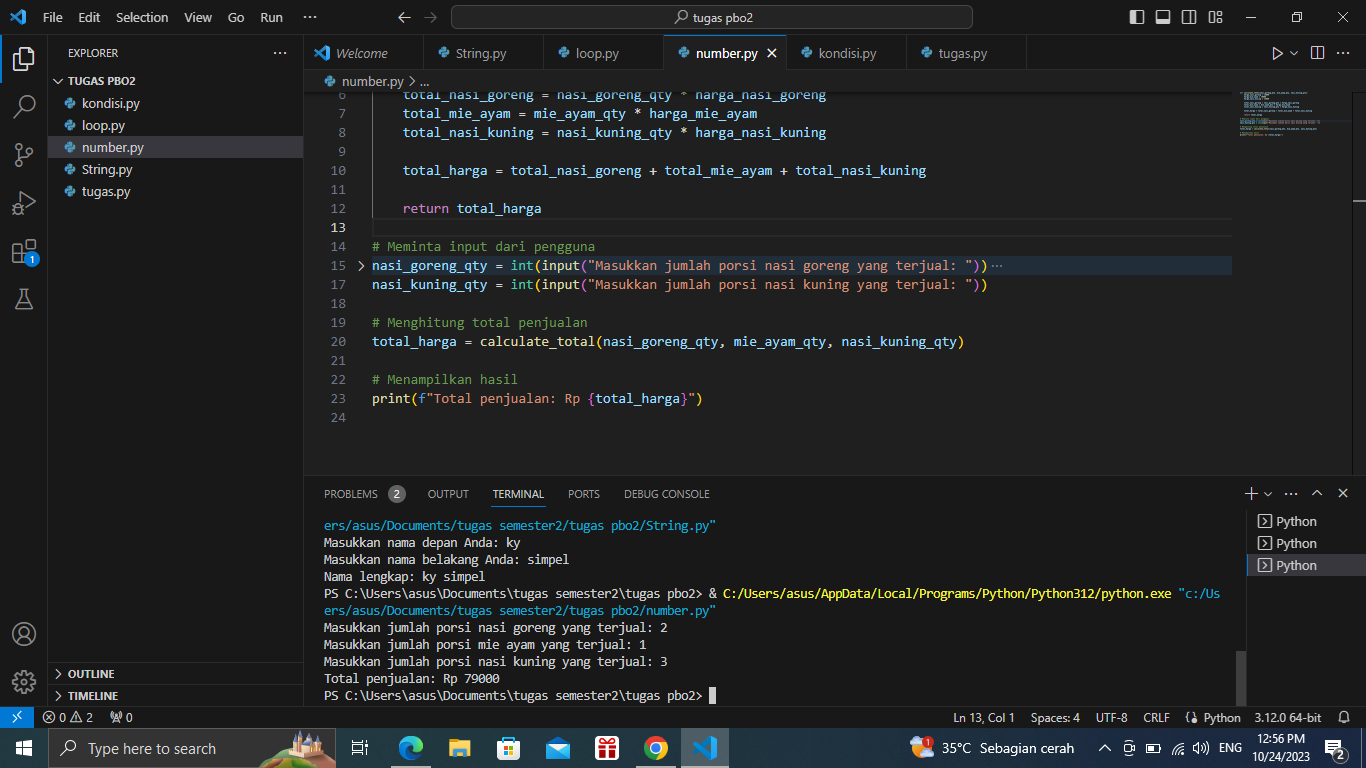 File Edit Selection View Go Run ···
tugas pbo2
EXPLORER ···
TUGAS PBO2
kondisi.py
loop.py
number.py
String.py
tugas.py
1
OUTLINE
TIMELINE
Welcome String.py loop.py number.py kondisi.py tugas.py ···
number.py > ...
6 total_nasi_goreng = nasi_goreng_qty * harga_nasi_goreng
7 total_mie_ayam = mie_ayam_qty * harga_mie_ayam
8 total_nasi_kuning = nasi_kuning_qty * harga_nasi_kuning
9
10 total_harga = total_nasi_goreng + total_mie_ayam + total_nasi_kuning
11
12 return total_harga
13
14 # Meminta input dari pengguna
15 nasi_goreng_qty = int(input("Masukkan jumlah porsi nasi goreng yang terjual: "))···
17 nasi_kuning_qty = int(input("Masukkan jumlah porsi nasi kuning yang terjual: "))
18
19 # Menghitung total penjualan
20 total_harga = calculate_total(nasi_goreng_qty, mie_ayam_qty, nasi_kuning_qty)
21
22 # Menampilkan hasil
23 print(f"Total penjualan: Rp {total_harga}")
24
PROBLEMS 2 OUTPUT TERMINAL PORTS DEBUG CONSOLE ···
ers/asus/Documents/tugas semester2/tugas pbo2/String.py"
Masukkan nama depan Anda: ky
Masukkan nama belakang Anda: simpel
Nama lengkap: ky simpel
PS C:\Users\asus\Documents\tugas semester2\tugas pbo2> & C:/Users/asus/AppData/Local/Programs/Python/Python312/python.exe "c:/Us
ers/asus/Documents/tugas semester2/tugas pbo2/number.py"
Masukkan jumlah porsi nasi goreng yang terjual: 2
Masukkan jumlah porsi mie ayam yang terjual: 1
Masukkan jumlah porsi nasi kuning yang terjual: 3
Total penjualan: Rp 79000
PS C:\Users\asus\Documents\tugas semester2\tugas pbo2>
Python
Python
Python
0 2 0 Ln 13, Col 1 Spaces: 4 UTF-8 CRLF Python 3.12.0 64-bit
Type here to search
1 35°C Sebagian cerah ENG
12:56 PM
10/24/2023
2